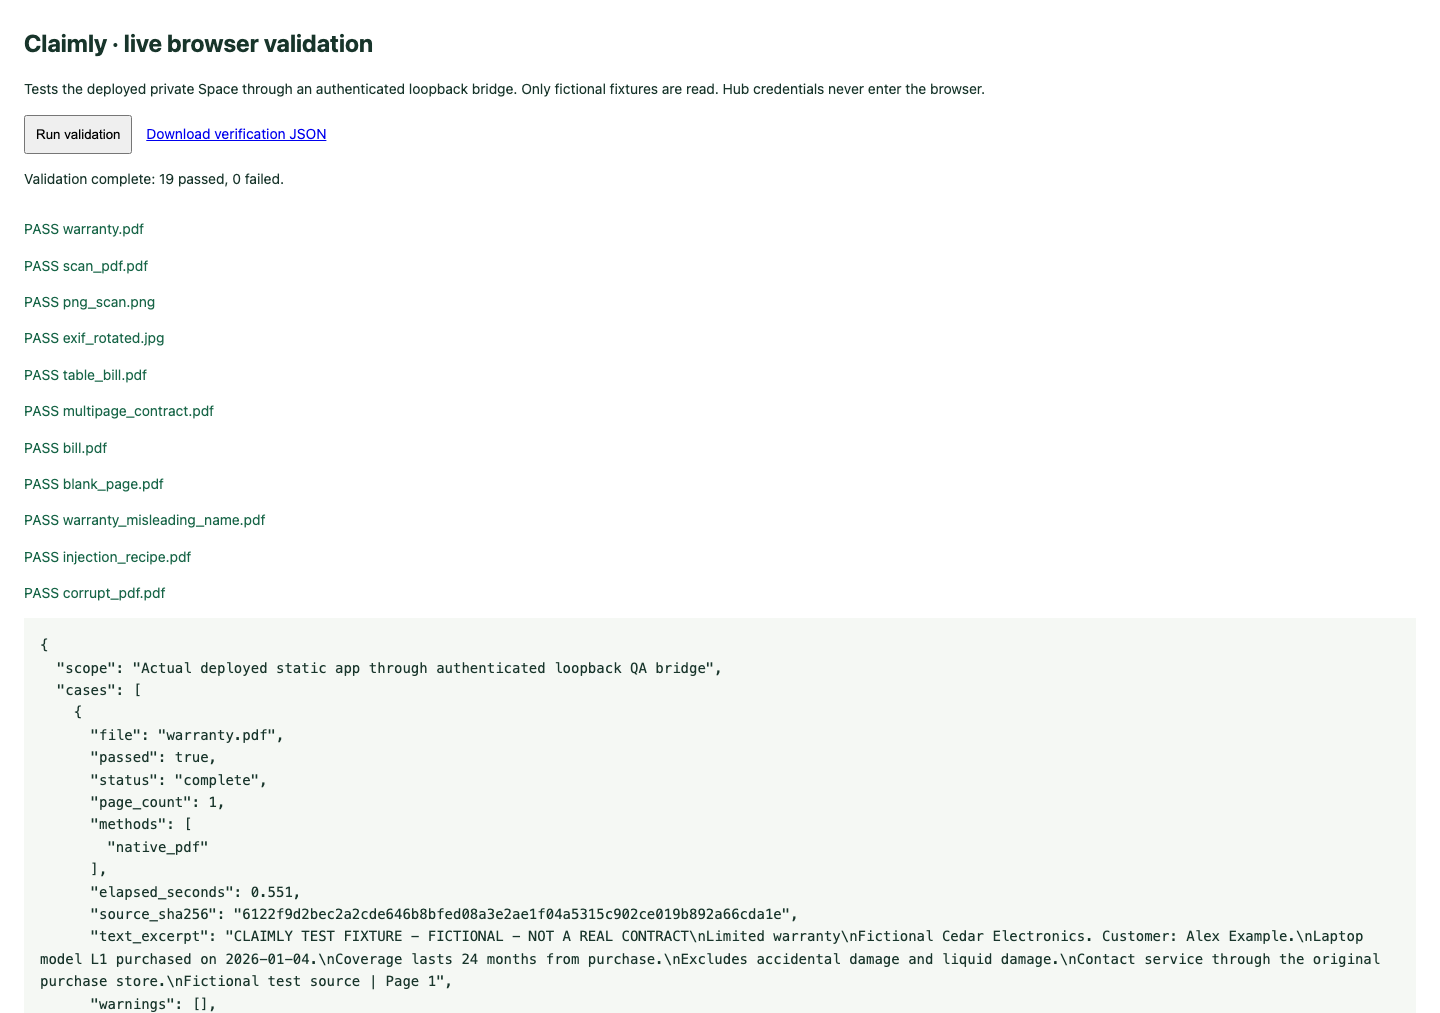 Claimly · live browser validation
Tests the deployed private Space through an authenticated loopback bridge. Only fictional fixtures are read. Hub credentials never enter the browser.
Run validation Download verification JSON
Validation complete: 19 passed, 0 failed.
PASS warranty.pdf
PASS scan_pdf.pdf
PASS png_scan.png
PASS exif_rotated.jpg
PASS table_bill.pdf
PASS multipage_contract.pdf
PASS bill.pdf
PASS blank_page.pdf
PASS warranty_misleading_name.pdf
PASS injection_recipe.pdf
PASS corrupt_pdf.pdf
{
"scope": "Actual deployed static app through authenticated loopback QA bridge",
"cases": [
{
"file": "warranty.pdf",
"passed": true,
"status": "complete",
"page_count": 1,
"methods": [
"native_pdf"
],
"elapsed_seconds": 0.551,
"source_sha256": "6122f9d2bec2a2cde646b8bfed08a3e2ae1f04a5315c902ce019b892a66cda1e",
"text_excerpt": "CLAIMLY TEST FIXTURE — FICTIONAL — NOT A REAL CONTRACT\nLimited warranty\nFictional Cedar Electronics. Customer: Alex Example.\nLaptop
model L1 purchased on 2026-01-04.\nCoverage lasts 24 months from purchase.\nExcludes accidental damage and liquid damage.\nContact service through the original
purchase store.\nFictional test source | Page 1",
"warnings": [],